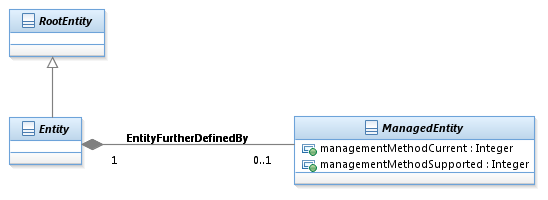 RootEntity
Entity
EntityFurtherDefinedBy
1
0..1
ManagedEntity
managementMethodCurrent : Integer
managementMethodSupported : Integer